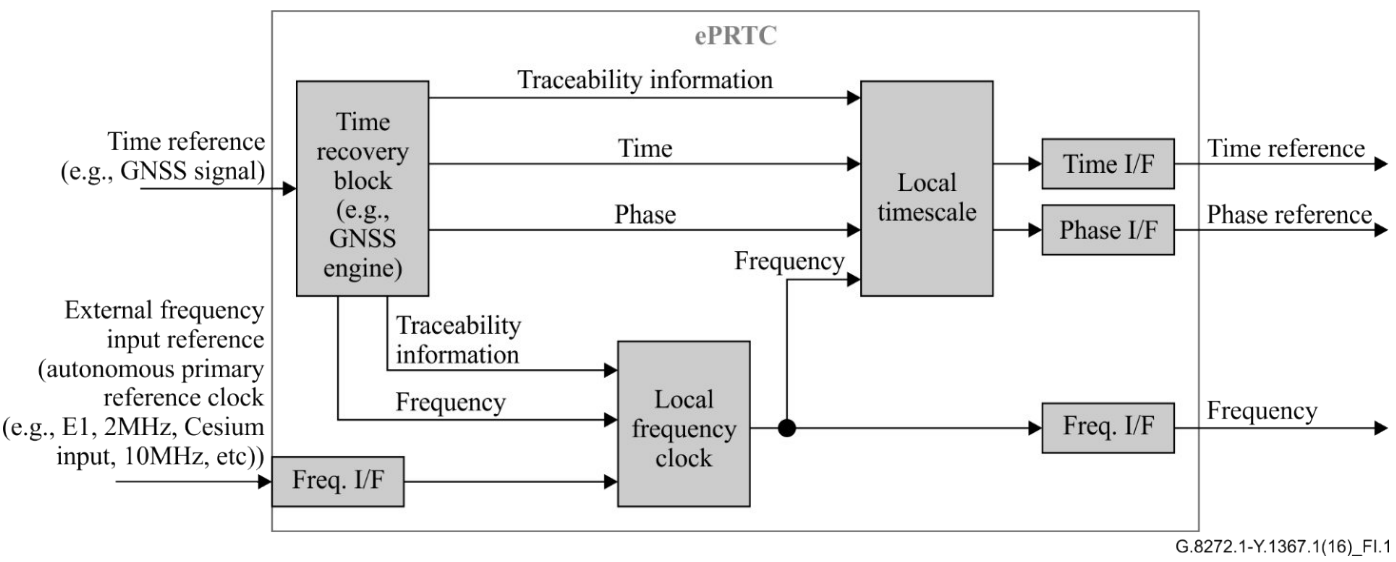 ePRTC
Traceability information
Time
recovery
block
(e.g.,
GNSS
engine)
Time reference
(e.g., GNSS signal)
Time
Phase
Frequency
Local
timescale
Time I/F
Time reference
Phase I/F
Phase reference
External frequency
input reference
(autonomous primary
reference clock
(e.g., E1, 2MHz, Cesium
input, 10MHz, etc))
Traceability
information
Frequency
Freq. I/F
Local
frequency
clock
Freq. I/F
Frequency
G.8272.1-Y.1367.1(16)_FI.1